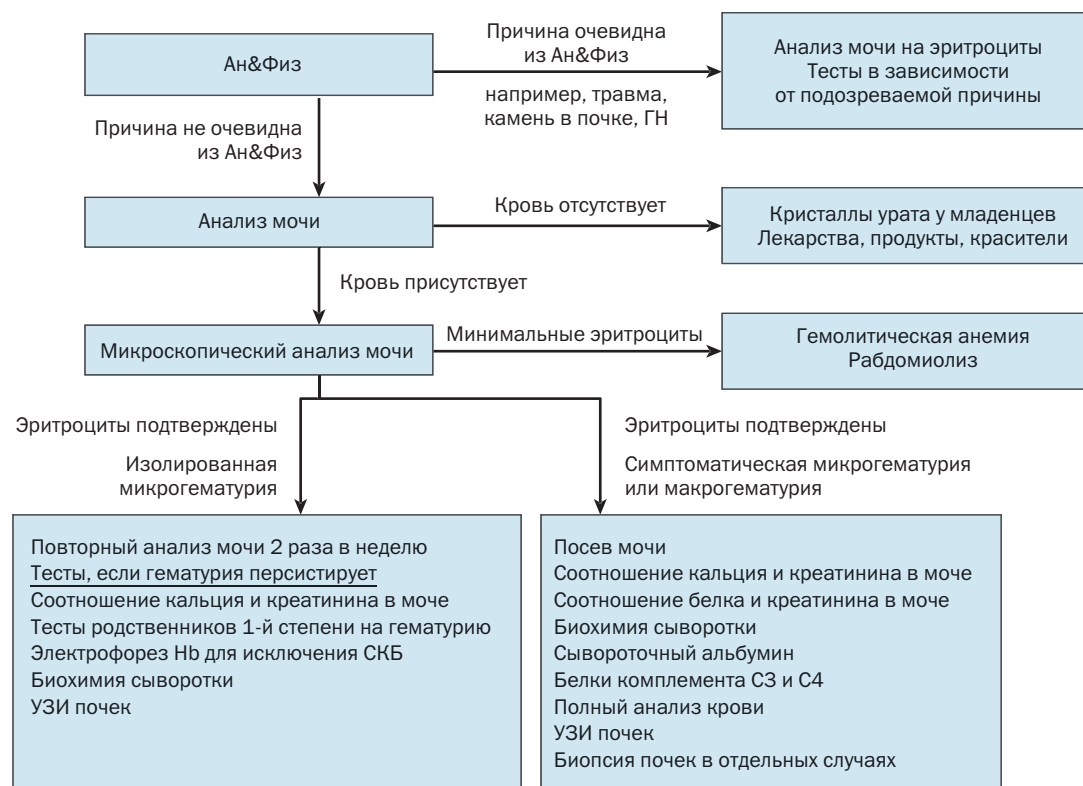 Ан&Физ
Причина очевидна
из Ан&Физ
например, травма,
камень в почке, ГН
Анализ мочи на эритроциты
Тесты в зависимости
от подозреваемой причины
Причина не очевидна
из Ан&Физ
Анализ мочи
Кровь отсутствует
Кристаллы урата у младенцев
Лекарства, продукты, красители
Кровь присутствует
Микроскопический анализ мочи
Минимальные эритроциты
Гемолитическая анемия
Рабдомиолиз
Эритроциты подтверждены
Изолированная
микрогематурия
Эритроциты подтверждены
Симптоматическая микрогематурия
или макрогематурия
Повторный анализ мочи 2 раза в неделю
Тесты, если гематурия персистирует
Соотношение кальция и креатинина в моче
Тесты родственников 1-й степени на гематурию
Электрофорез Hb для исключения СКБ
Биохимия сыворотки
УЗИ почек
Посев мочи
Соотношение кальция и креатинина в моче
Соотношение белка и креатинина в моче
Биохимия сыворотки
Сывороточный альбумин
Белки комплемента C3 и C4
Полный анализ крови
УЗИ почек
Биопсия почек в отдельных случаях